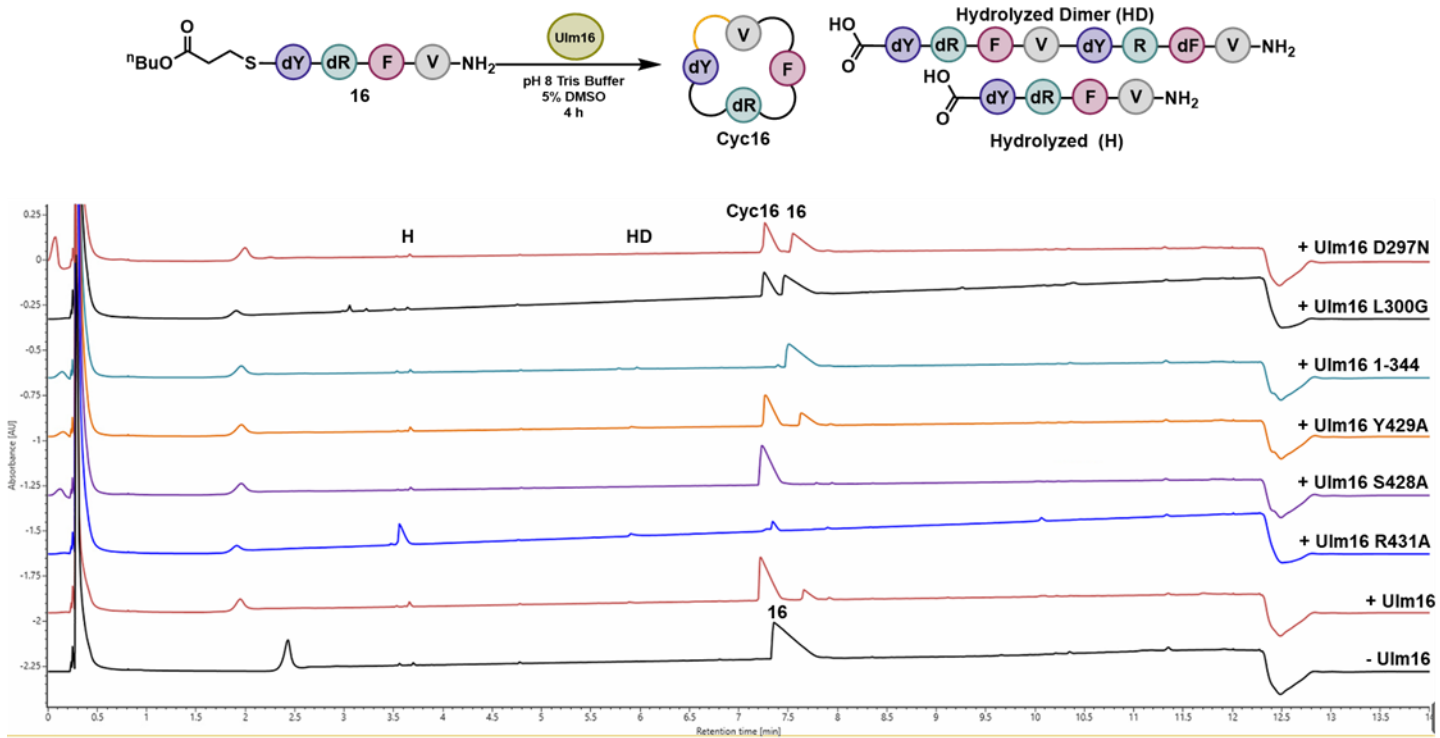 Hydrolyzed Dimer (HD)
O
ⁿBuO
S
dY
dR
F
V
NH2
16
Ulm16
pH 8 Tris Buffer
5% DMSO
4 h
V
dY
F
dR
Cyc16
HO
O
dY
dR
F
V
dY
R
dF
V
NH2
HO
O
dY
dR
F
V
NH2
Hydrolyzed (H)
H
HD
Cyc16 16
+ Ulm16 D297N
+ Ulm16 L300G
+ Ulm16 1-344
+ Ulm16 Y429A
+ Ulm16 S428A
+ Ulm16 R431A
+ Ulm16
16
- Ulm16
Absorbance [AU]
0.25
0
-0.25
-0.5
-0.75
-1
-1.25
-1.5
-1.75
-2
-2.25
0 0.5 1 1.5 2 2.5 3 3.5 4 4.5 5 5.5 6 6.5 7 7.5 8 8.5 9 9.5 10 10.5 11 11.5 12 12.5 13 13.5
Retention time [min]